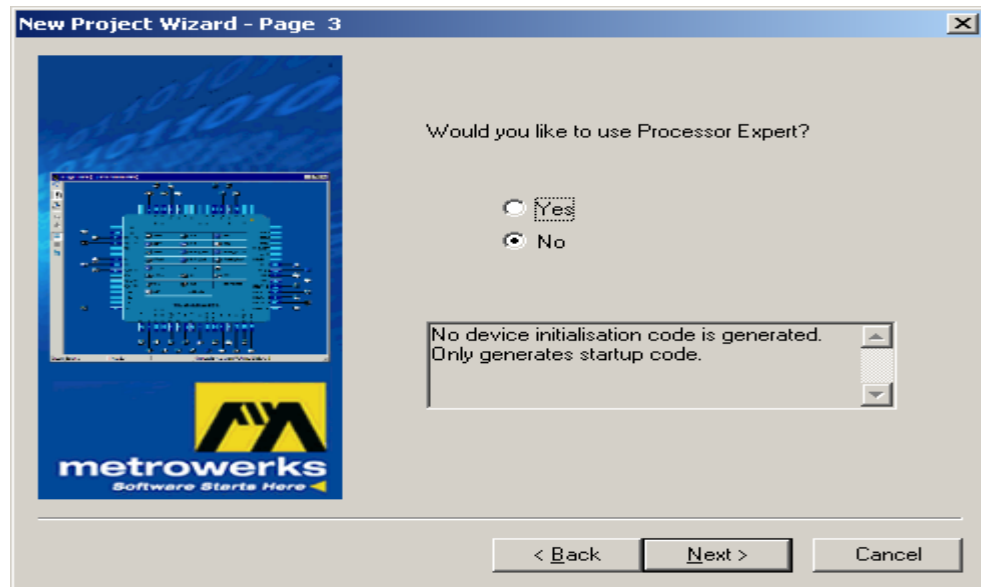 New Project Wizard - Page 3
Would you like to use Processor Expert?
Yes
No
No device initialisation code is generated.
Only generates startup code.
metrowerks
Software Starts Here
< Back
Next >
Cancel